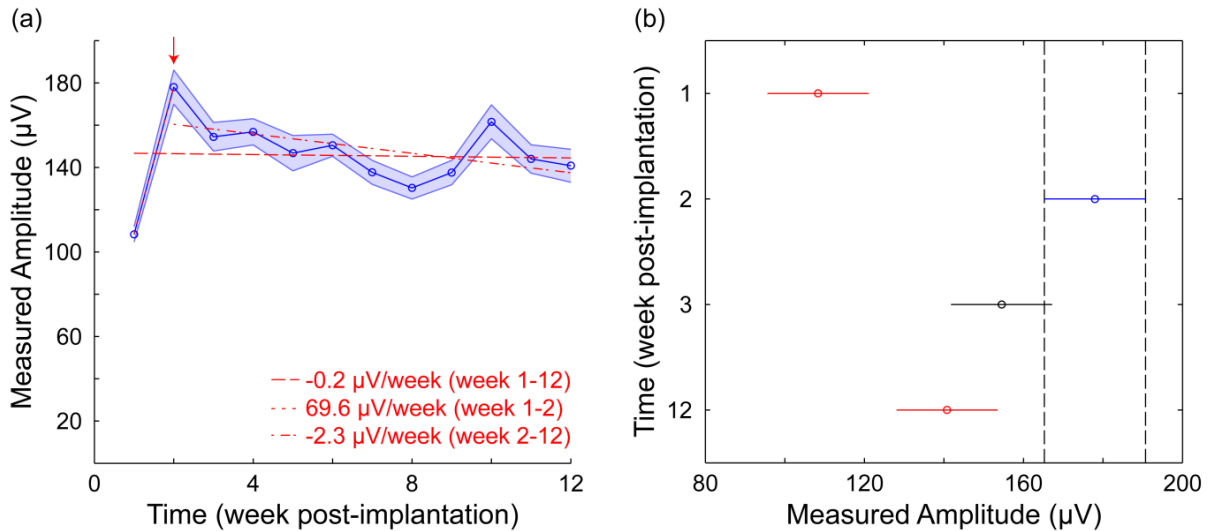 (a)
Measured Amplitude (µV)
180
140
100
60
20
0
4
8
12
Time (week post-implantation)
-0.2 µV/week (week 1-12)
69.6 µV/week (week 1-2)
-2.3 µV/week (week 2-12)
(b)
Time (week post-implantation)
1
2
3
12
80
120
160
200
Measured Amplitude (µV)